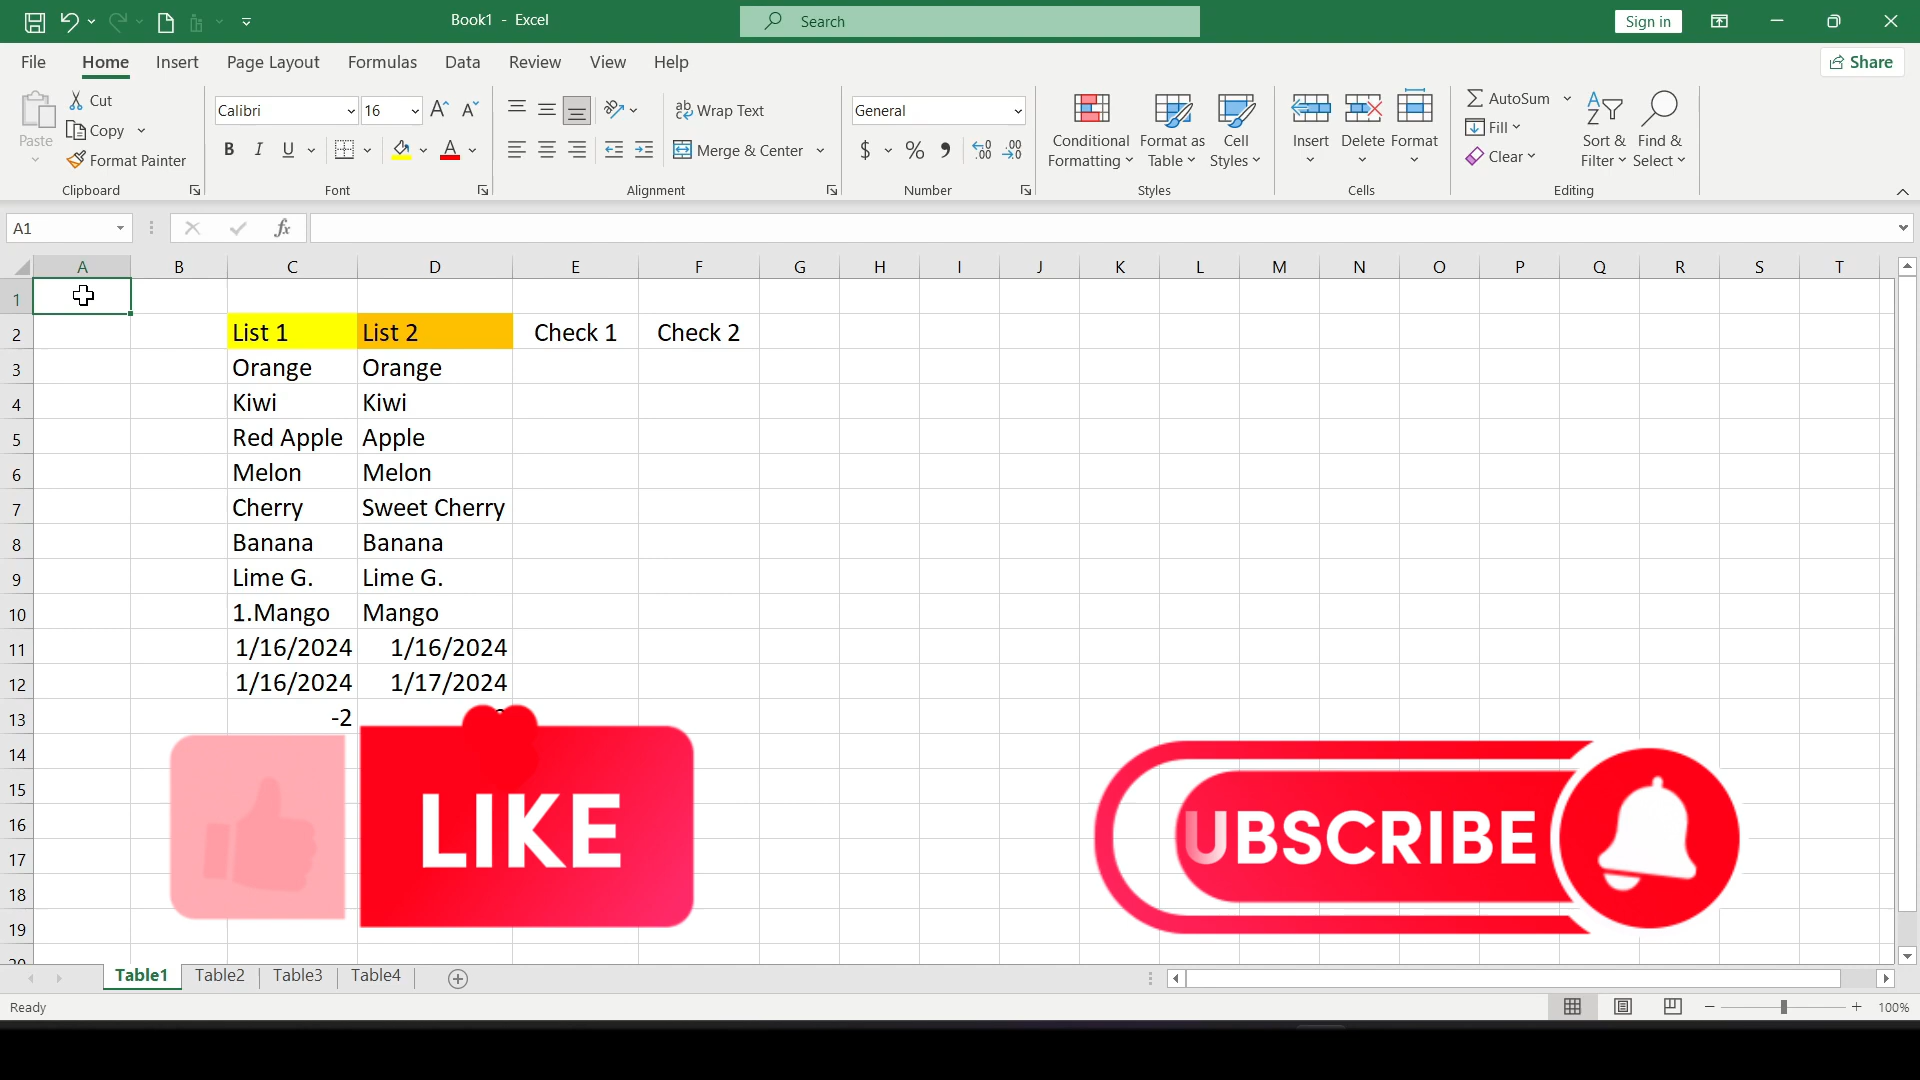 Book1 - Excel
Search
Sign in
File Home Insert Page Layout Formulas Data Review View Help
Share
Paste
Cut
Copy
Format Painter
Clipboard
Calibri 16
B I U
Font
Wrap Text
Merge & Center
Alignment
General
$ % ,
Number
Conditional Formatting
Format as Table
Cell Styles
Styles
Insert Delete Format
Cells
AutoSum
Fill
Clear
Sort & Filter
Find & Select
Editing
A1
fx
A B C D E F G H I J K L M N O P Q R S T
1
2 List 1 List 2 Check 1 Check 2
3 Orange Orange
4 Kiwi Kiwi
5 Red Apple Apple
6 Melon Melon
7 Cherry Sweet Cherry
8 Banana Banana
9 Lime G. Lime G.
10 1.Mango Mango
11 1/16/2024 1/16/2024
12 1/16/2024 1/17/2024
13 -2
14
15
16
17
18
19
LIKE
UBSCRIBE
Table1 Table2 Table3 Table4
Ready
100%